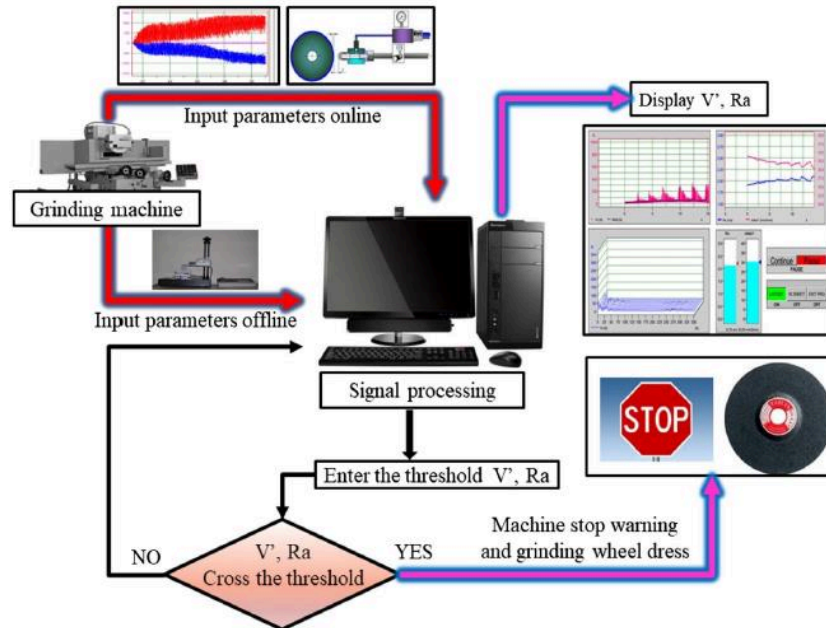 Input parameters online
Display V', Ra
Grinding machine
Continue
PAUSE
Input parameters offline
Signal processing
STOP
Enter the threshold V', Ra
NO
V', Ra
Cross the threshold
YES
Machine stop warning
and grinding wheel dress